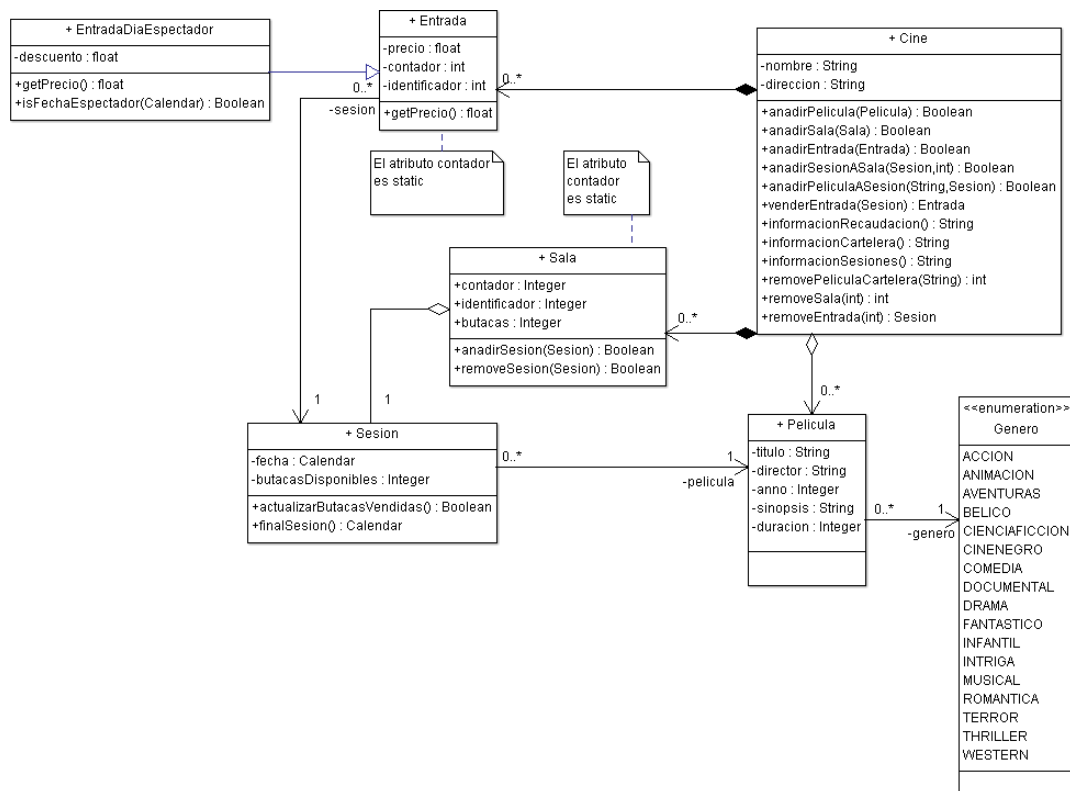 + EntradaDiaEspectador
-descuento : float
+getPrecio() : float
+isFechaEspectador(Calendar) : Boolean
+ Entrada
-precio : float
-contador : int
-identificador : int
+getPrecio() : float
0..*
-sesion
0..*
El atributo contador
es static
El atributo
contador
es static
+ Cine
-nombre : String
-direccion : String
+anadirPelicula(Pelicula) : Boolean
+anadirSala(Sala) : Boolean
+anadirEntrada(Entrada) : Boolean
+anadirSesionASala(Sesion,int) : Boolean
+anadirPeliculaASesion(String,Sesion) : Boolean
+venderEntrada(Sesion) : Entrada
+informacionRecaudacion() : String
+informacionCartelera() : String
+informacionSesiones() : String
+removePeliculaCartelera(String) : int
+removeSala(int) : int
+removeEntrada(int) : Sesion
+ Sala
+contador : Integer
+identificador : Integer
+butacas : Integer
+anadirSesion(Sesion) : Boolean
+removeSesion(Sesion) : Boolean
0..*
0..*
1
1
+ Sesion
-fecha : Calendar
-butacasDisponibles : Integer
+actualizarButacasVendidas() : Boolean
+finalSesion() : Calendar
0..*
1
-pelicula
+ Pelicula
-titulo : String
-director : String
-anno : Integer
-sinopsis : String
-duracion : Integer
0..*
1
-genero
<<enumeration>>
Genero
ACCION
ANIMACION
AVENTURAS
BELICO
CIENCIAFICCION
CINENEGRO
COMEDIA
DOCUMENTAL
DRAMA
FANTASTICO
INFANTIL
INTRIGA
MUSICAL
ROMANTICA
TERROR
THRILLER
WESTERN